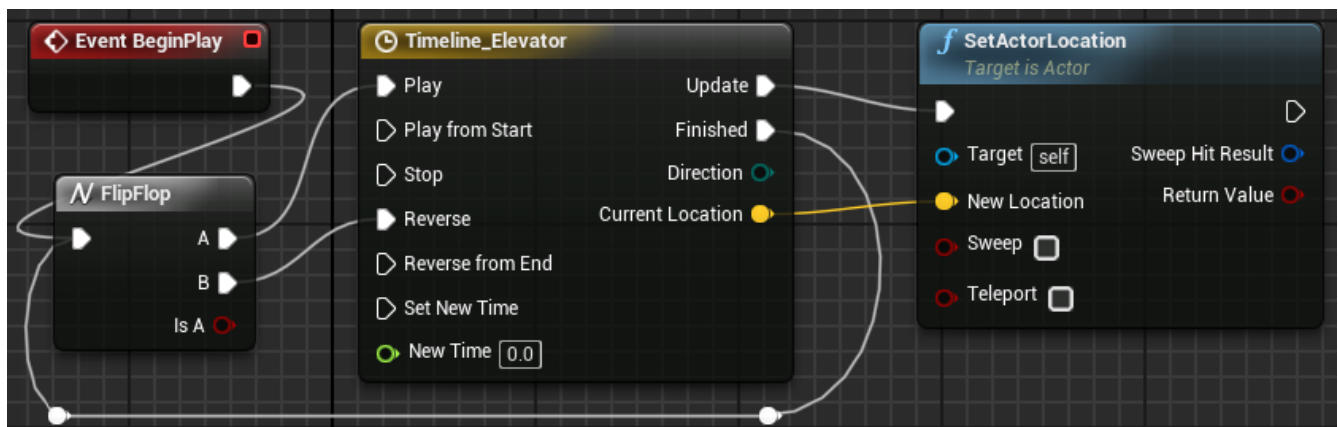 Event BeginPlay
FlipFlop
A
B
Is A
Timeline_Elevator
Play
Update
Play from Start
Finished
Stop
Direction
Reverse
Current Location
Reverse from End
Set New Time
New Time 0.0
f SetActorLocation
Target is Actor
Target self
Sweep Hit Result
New Location
Return Value
Sweep
Teleport